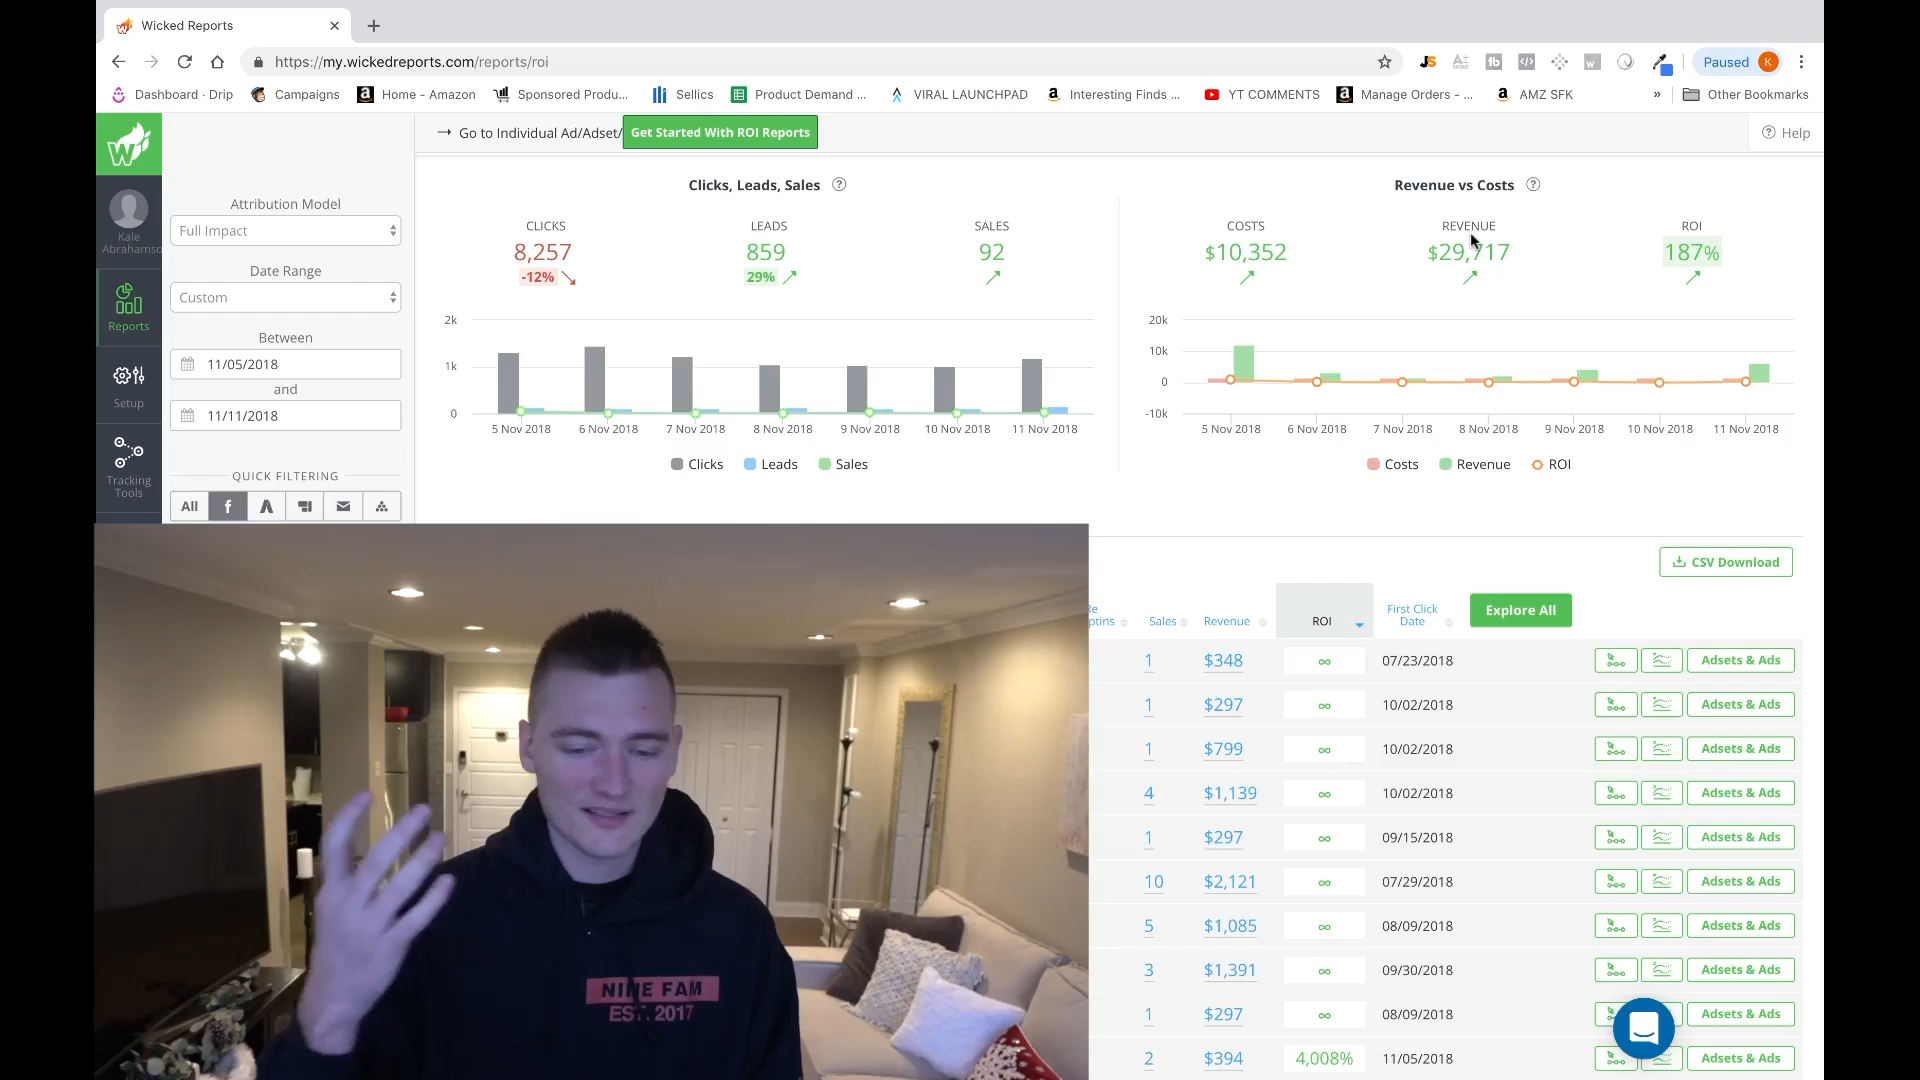 Wicked Reports
https://my.wickedreports.com/reports/roi
Paused K
Dashboard · Drip
Campaigns
Home - Amazon
Sponsored Produ...
Sellics
Product Demand ...
VIRAL LAUNCHPAD
Interesting Finds ...
YT COMMENTS
Manage Orders - ...
AMZ SFK
»
Other Bookmarks
→ Go to Individual Ad/Adset/
Get Started With ROI Reports
Help
Kale
Abrahamso
Reports
Setup
Tracking
Tools
Attribution Model
Full Impact
Date Range
Custom
Between
11/05/2018
and
11/11/2018
QUICK FILTERING
All
Clicks, Leads, Sales
CLICKS LEADS SALES
8,257 859 92
-12% 29%
2k
1k
0
5 Nov 2018 6 Nov 2018 7 Nov 2018 8 Nov 2018 9 Nov 2018 10 Nov 2018 11 Nov 2018
Clicks Leads Sales
Revenue vs Costs
COSTS REVENUE ROI
$10,352 $29,717 187%
20k
10k
0
-10k
5 Nov 2018 6 Nov 2018 7 Nov 2018 8 Nov 2018 9 Nov 2018 10 Nov 2018 11 Nov 2018
Costs Revenue ROI
CSV Download
Sales Revenue ROI First Click Date Explore All
1 $348 ∞ 07/23/2018 Adsets & Ads
1 $297 ∞ 10/02/2018 Adsets & Ads
1 $799 ∞ 10/02/2018 Adsets & Ads
4 $1,139 ∞ 10/02/2018 Adsets & Ads
1 $297 ∞ 09/15/2018 Adsets & Ads
10 $2,121 ∞ 07/29/2018 Adsets & Ads
5 $1,085 ∞ 08/09/2018 Adsets & Ads
3 $1,391 ∞ 09/30/2018 Adsets & Ads
1 $297 ∞ 08/09/2018 Adsets & Ads
2 $394 4,008% 11/05/2018 Adsets & Ads
NINE FAM
EST. 2017